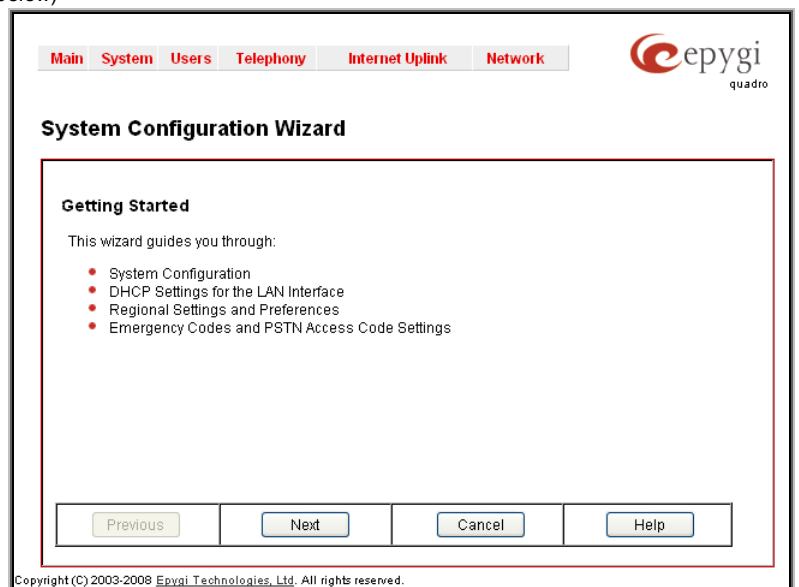 Main System Users Telephony Internet Uplink Network
epygi
quadro
System Configuration Wizard
Getting Started
This wizard guides you through:
System Configuration
DHCP Settings for the LAN Interface
Regional Settings and Preferences
Emergency Codes and PSTN Access Code Settings
Previous Next Cancel Help
Copyright (C) 2003-2008 Epygi Technologies, Ltd. All rights reserved.